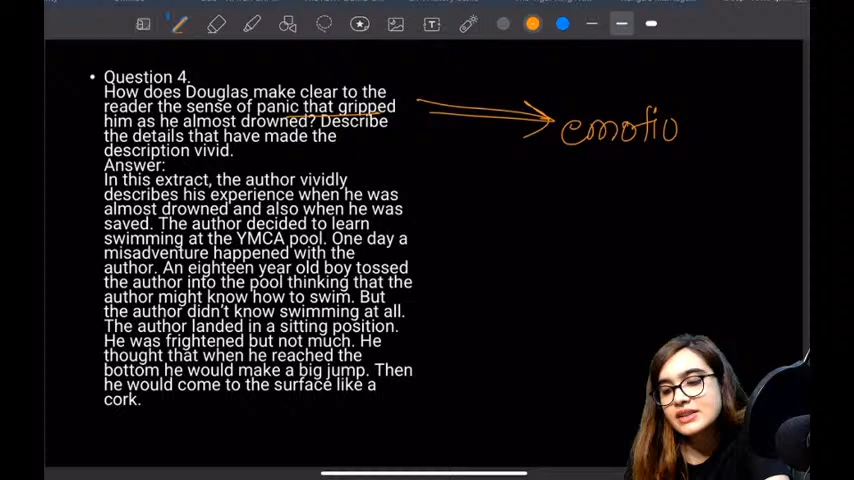 • Question 4.
How does Douglas make clear to the
reader the sense of panic that gripped
him as he almost drowned? Describe
the details that have made the
description vivid.
Answer:
In this extract, the author vividly
describes his experience when he was
almost drowned and also when he was
saved. The author decided to learn
swimming at the YMCA pool. One day a
misadventure happened with the
author. An eighteen year old boy tossed
the author into the pool thinking that the
author might know how to swim. But
the author didn't know swimming at all.
The author landed in a sitting position.
He was frightened but not much. He
thought that when he reached the
bottom he would make a big jump. Then
he would come to the surface like a
cork.
emotio